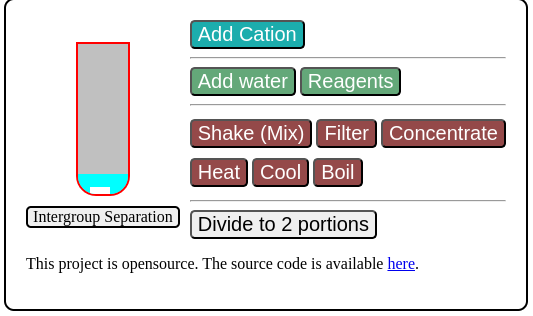 Add Cation
Add water Reagents
Shake (Mix) Filter Concentrate
Heat Cool Boil
Intergroup Separation
Divide to 2 portions
This project is opensource. The source code is available here.